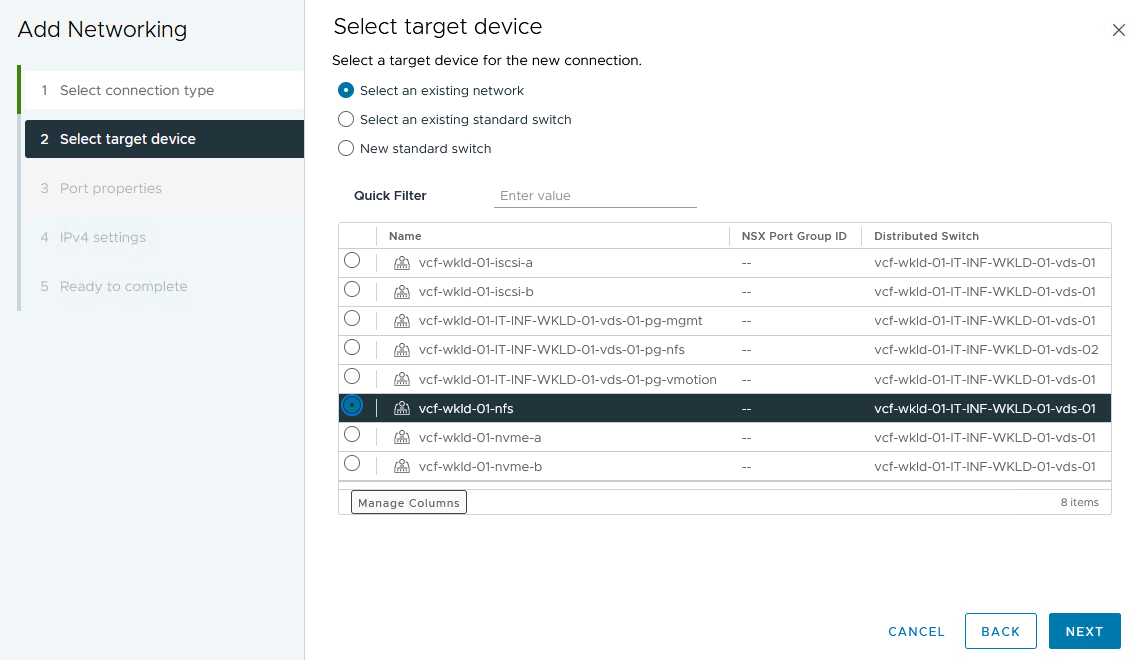 Add Networking
1 Select connection type
2 Select target device
3 Port properties
4 IPv4 settings
5 Ready to complete
Select target device
Select a target device for the new connection.
Select an existing network
Select an existing standard switch
New standard switch
Quick Filter Enter value
Name NSX Port Group ID Distributed Switch
vcf-wkld-01-iscsi-a -- vcf-wkld-01-IT-INF-WKLD-01-vds-01
vcf-wkld-01-iscsi-b -- vcf-wkld-01-IT-INF-WKLD-01-vds-01
vcf-wkld-01-IT-INF-WKLD-01-vds-01-pg-mgmt -- vcf-wkld-01-IT-INF-WKLD-01-vds-01
vcf-wkld-01-IT-INF-WKLD-01-vds-01-pg-nfs -- vcf-wkld-01-IT-INF-WKLD-01-vds-02
vcf-wkld-01-IT-INF-WKLD-01-vds-01-pg-vmotion -- vcf-wkld-01-IT-INF-WKLD-01-vds-01
vcf-wkld-01-nfs -- vcf-wkld-01-IT-INF-WKLD-01-vds-01
vcf-wkld-01-nvme-a -- vcf-wkld-01-IT-INF-WKLD-01-vds-01
vcf-wkld-01-nvme-b -- vcf-wkld-01-IT-INF-WKLD-01-vds-01
Manage Columns 8 items
CANCEL BACK NEXT